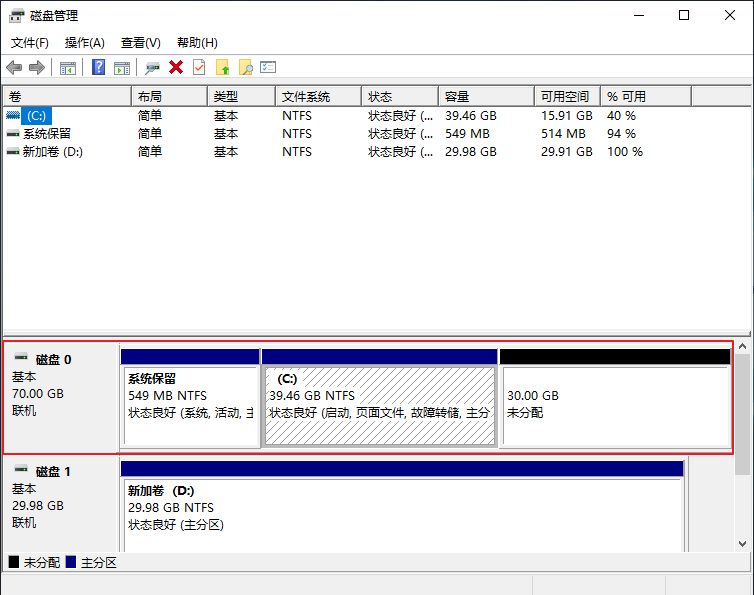 磁盘管理
文件(F) 操作(A) 查看(V) 帮助(H)
卷 布局 类型 文件系统 状态 容量 可用空间 % 可用
(C:) 简单 基本 NTFS 状态良好 (... 39.46 GB 15.91 GB 40 %
系统保留 简单 基本 NTFS 状态良好 (... 549 MB 514 MB 94 %
新加卷 (D:) 简单 基本 NTFS 状态良好 (... 29.98 GB 29.91 GB 100 %
磁盘 0
基本
70.00 GB
联机
系统保留
549 MB NTFS
状态良好 (系统, 活动, 主
(C:)
39.46 GB NTFS
状态良好 (启动, 页面文件, 故障转储, 主分
30.00 GB
未分配
磁盘 1
基本
29.98 GB
联机
新加卷 (D:)
29.98 GB NTFS
状态良好 (主分区)
未分配 主分区